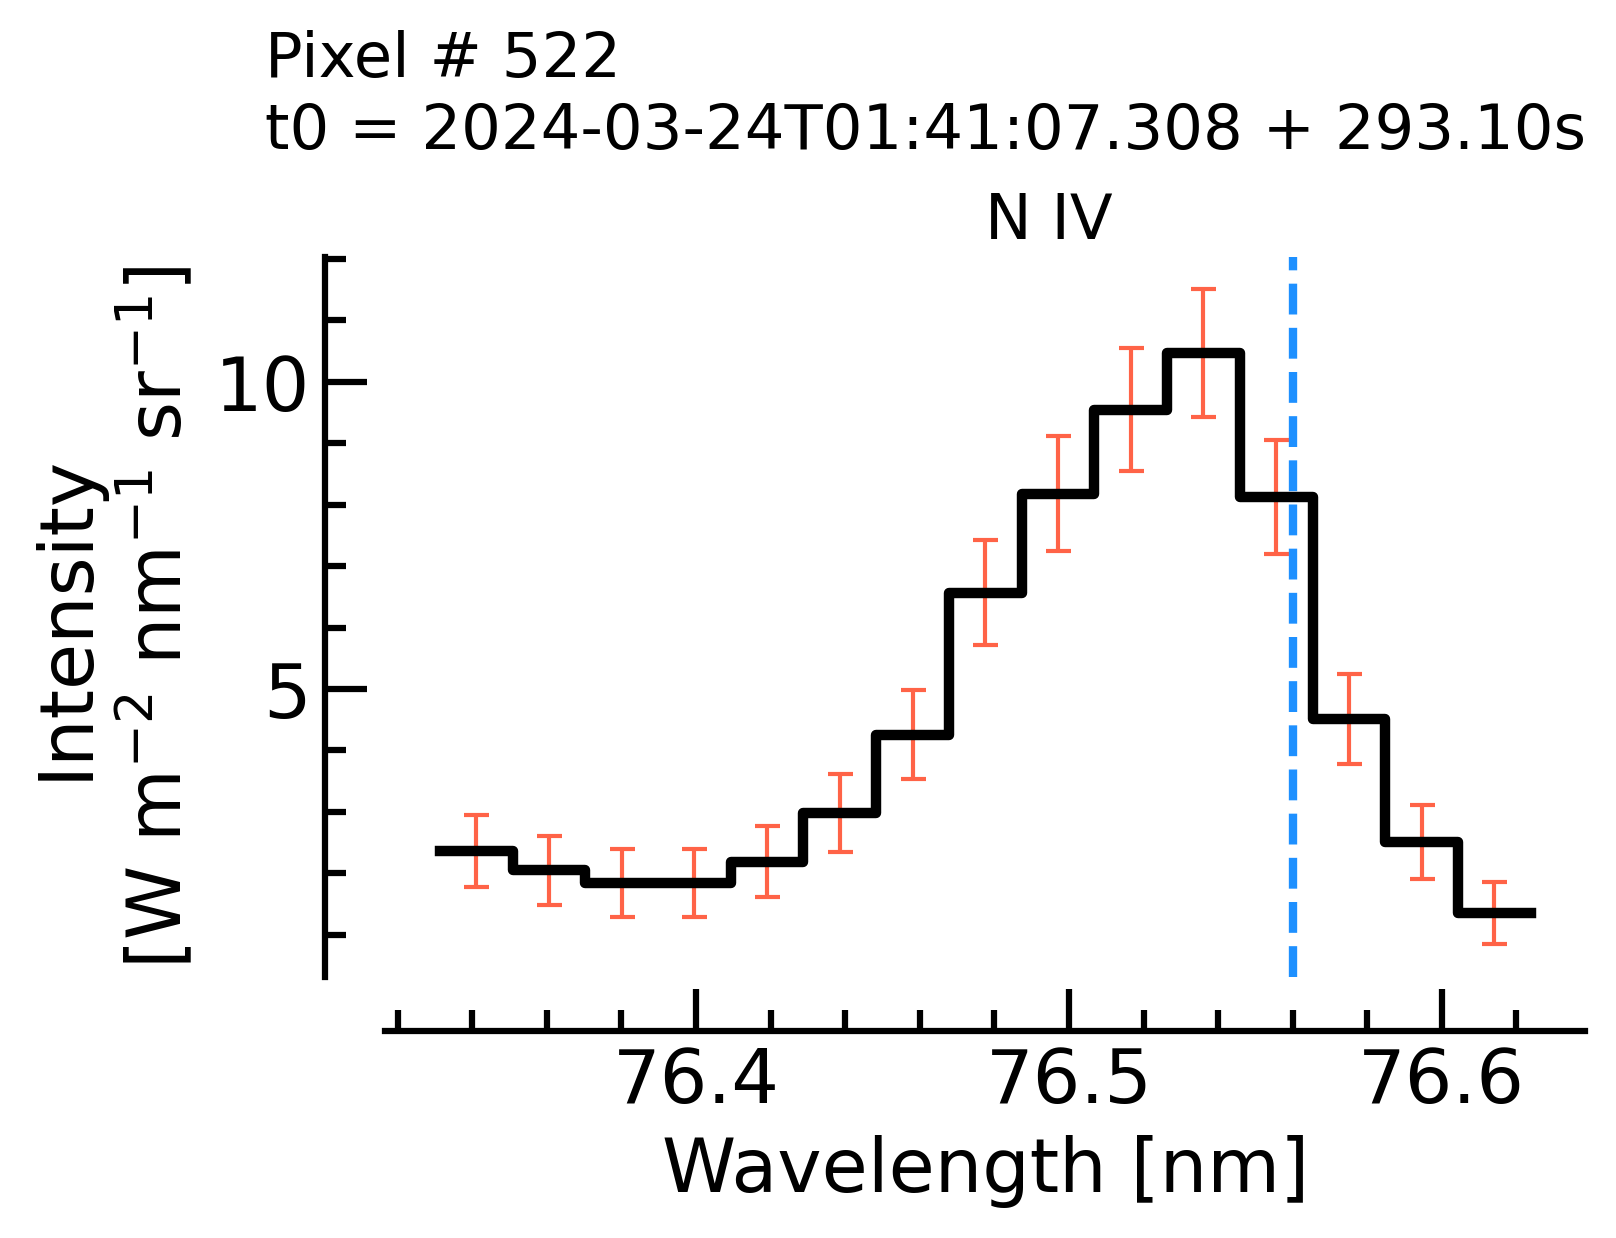 Pixel # 522
t0 = 2024-03-24T01:41:07.308 + 293.10s
N IV
Intensity
[W m⁻² nm⁻¹ sr⁻¹]
10
5
76.4 76.5 76.6
Wavelength [nm]